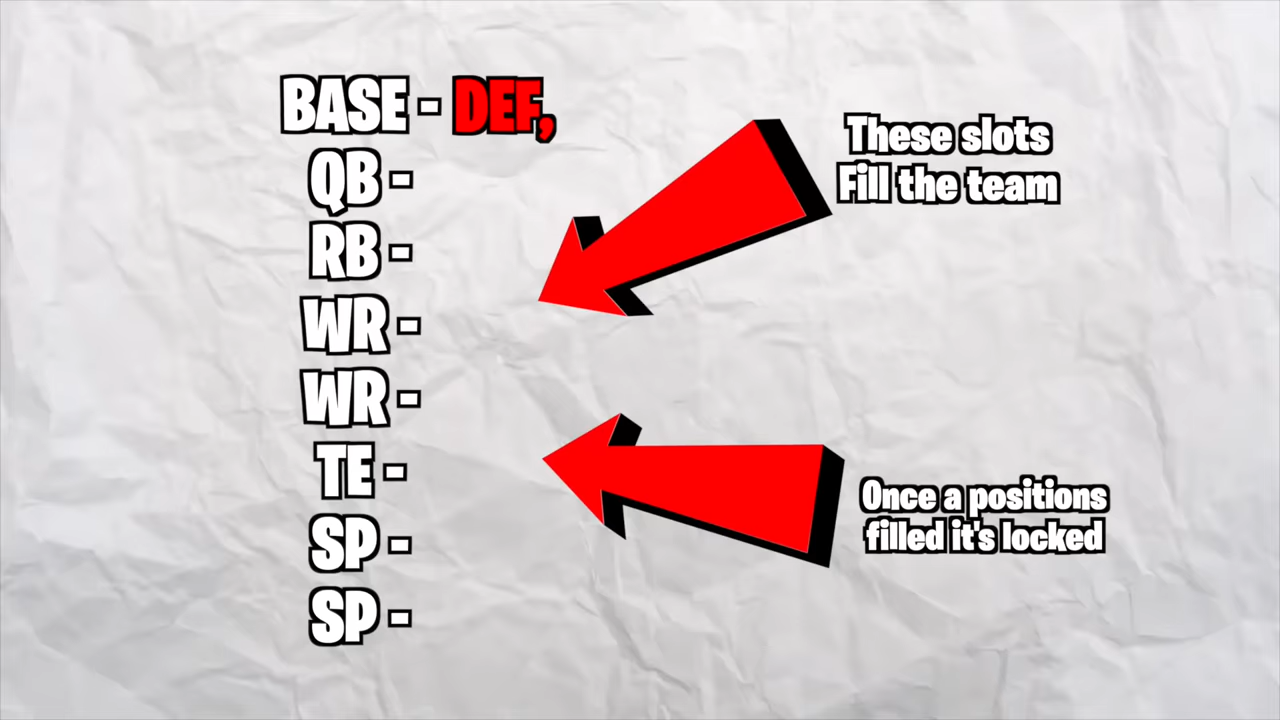 BASE - DEF,
QB -
RB -
WR -
WR -
TE -
SP -
SP -
These slots
Fill the team
Once a positions
filled it's locked